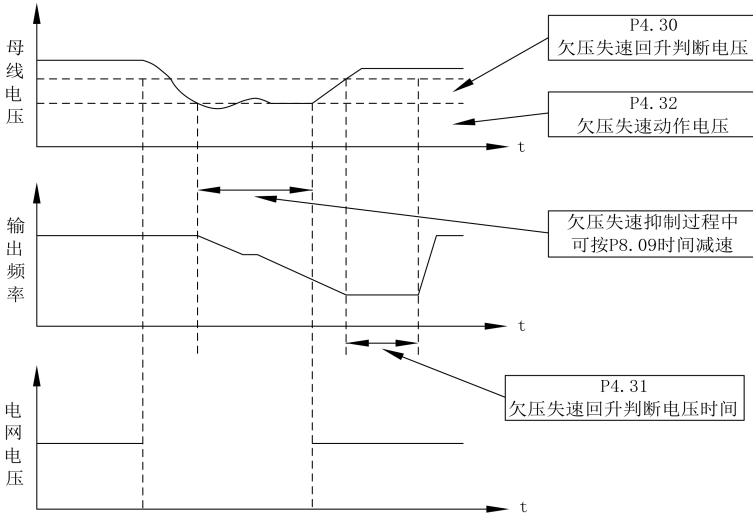 母线电压
P4.30
欠压失速回升判断电压
P4.32
欠压失速动作电压
t
输出频率
欠压失速抑制过程中
可按P8.09时间减速
t
P4.31
欠压失速回升判断电压时间
电网电压
t